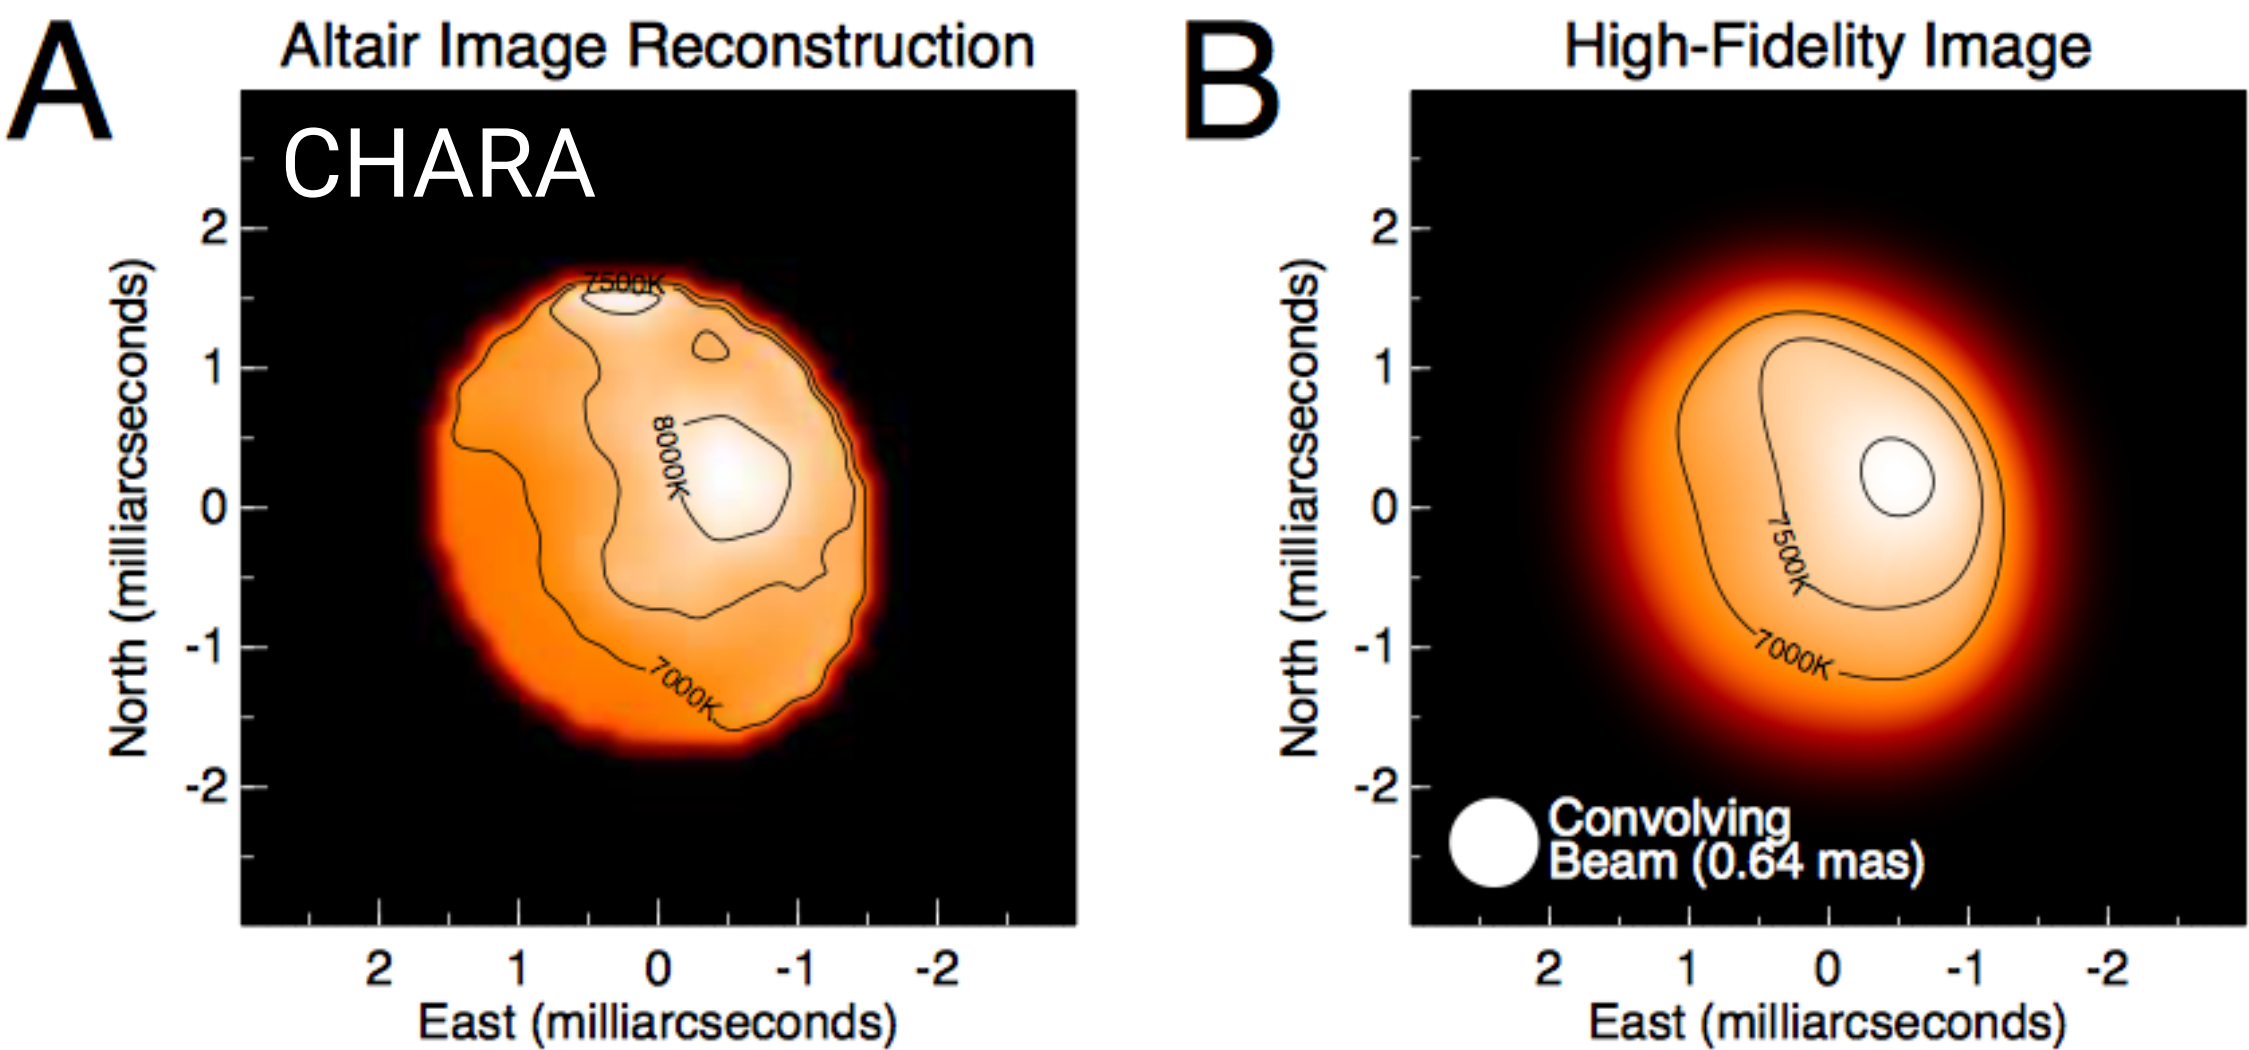 A
Altair Image Reconstruction
CHARA
7500K
8000K
7000K
2
1
0
-1
-2
North (milliarcseconds)
2
1
0
-1
-2
East (milliarcseconds)
B
High-Fidelity Image
7500K
7000K
Convolving
Beam (0.64 mas)
2
1
0
-1
-2
North (milliarcseconds)
2
1
0
-1
-2
East (milliarcseconds)